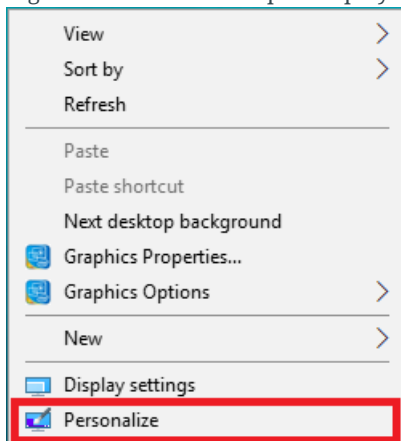 View
Sort by
Refresh
Paste
Paste shortcut
Next desktop background
Graphics Properties...
Graphics Options
New
Display settings
Personalize